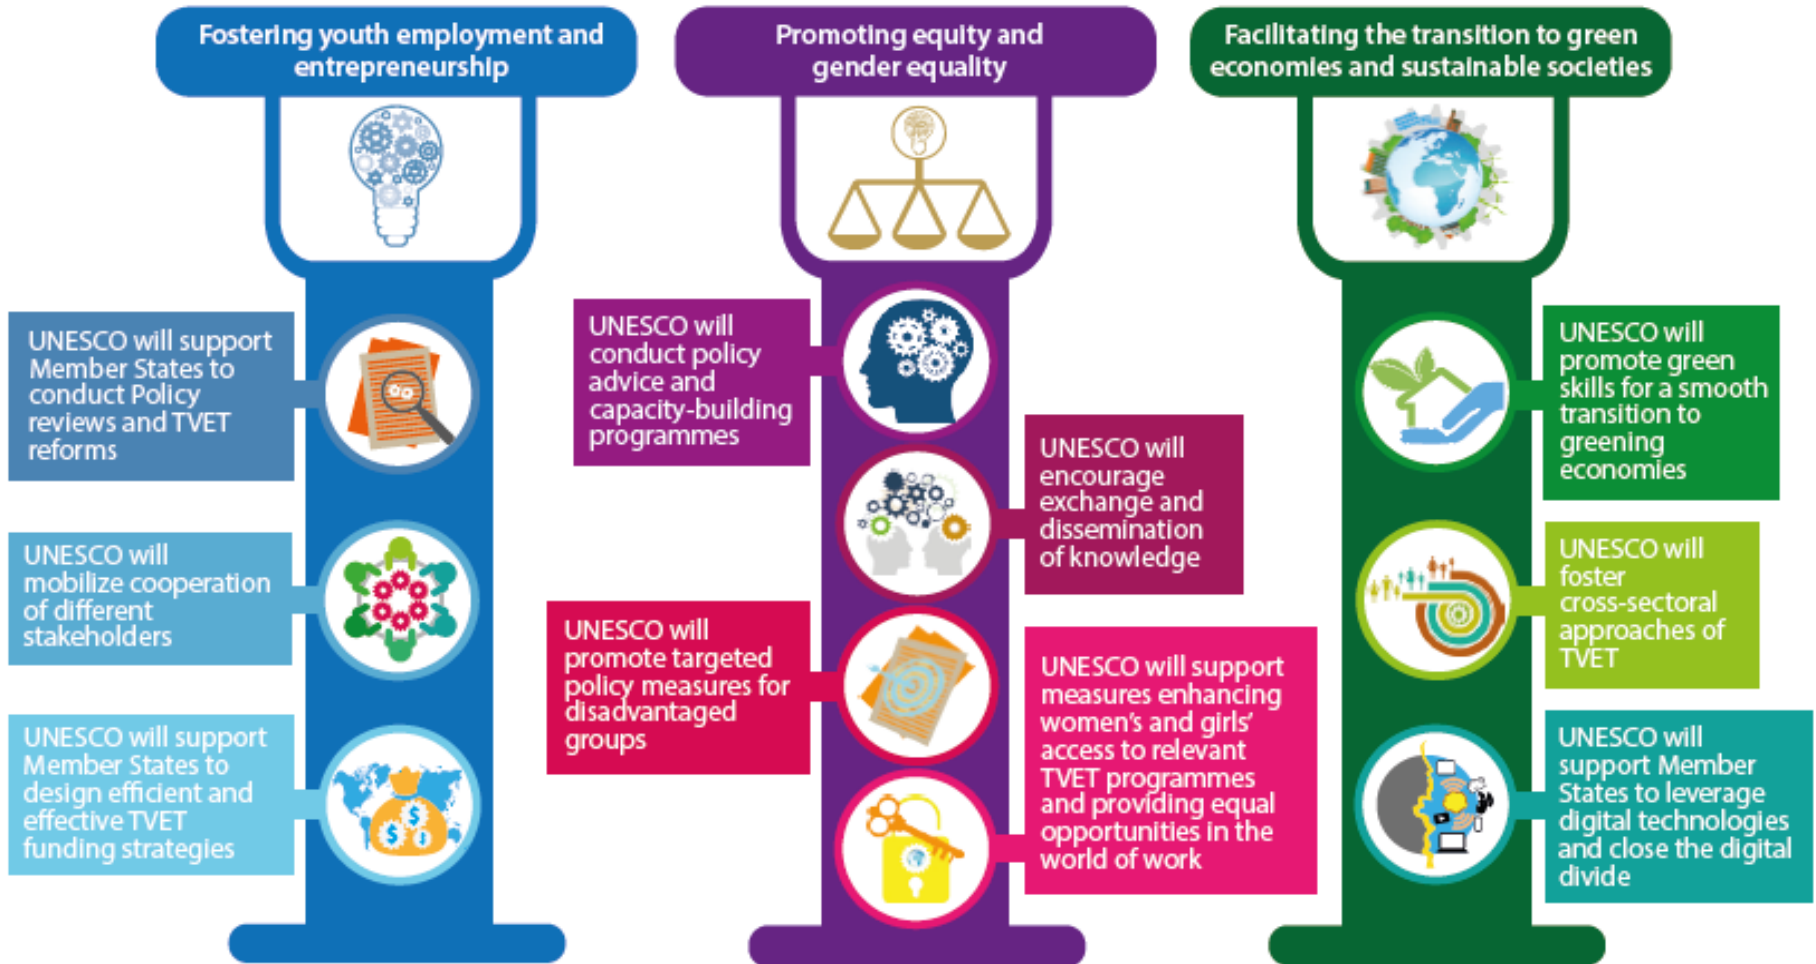 Fostering youth employment and
entrepreneurship
UNESCO will support
Member States to
conduct Policy
reviews and TVET
reforms
UNESCO will
mobilize cooperation
of different
stakeholders
UNESCO will support
Member States to
design efficient and
effective TVET
funding strategies
Promoting equity and
gender equality
UNESCO will
conduct policy
advice and
capacity-building
programmes
UNESCO will
encourage
exchange and
dissemination
of knowledge
UNESCO will
promote targeted
policy measures for
disadvantaged
groups
UNESCO will support
measures enhancing
women's and girls'
access to relevant
TVET programmes
and providing equal
opportunities in the
world of work
Facilitating the transition to green
economies and sustainable societies
UNESCO will
promote green
skills for a smooth
transition to
greening
economies
UNESCO will
foster
cross-sectoral
approaches of
TVET
UNESCO will
support Member
States to leverage
digital technologies
and close the digital
divide